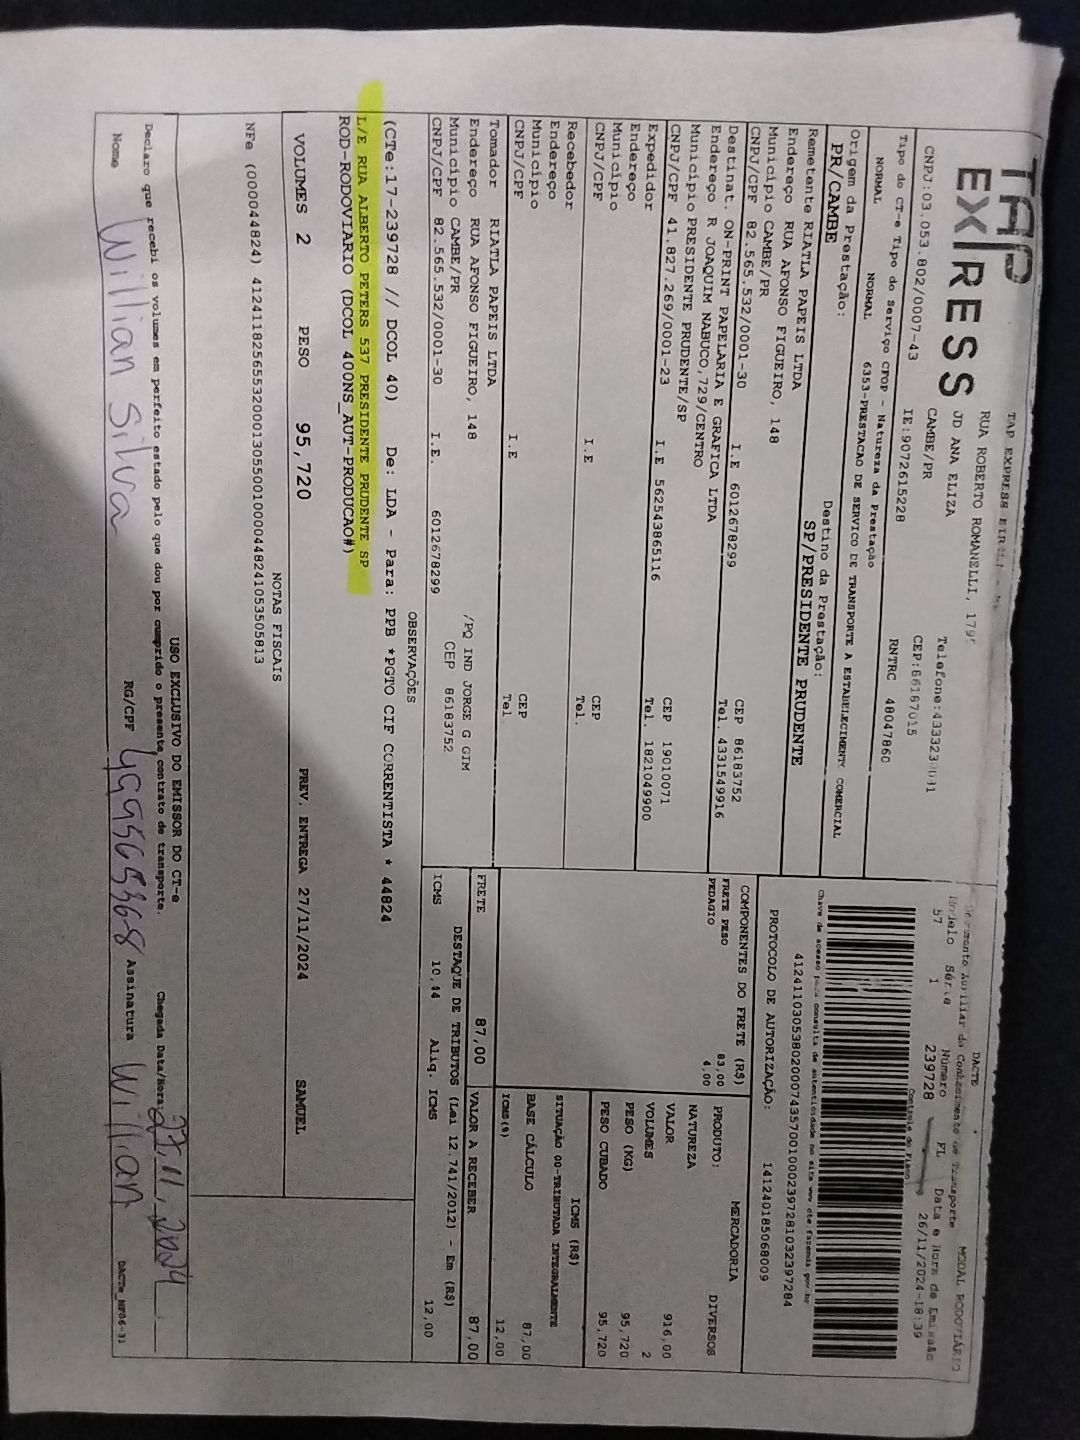 TAP
EX/RESS
RUA ROBERTO ROMANELLI,
JD ANA ELIZA
CAMBE/PR
CEP:86187015
CNPJ:03.053.802/0007-43
IE:9072615228
RNTRC 48047860
Tipo do CT-e Tipo do Serviço CFOP - Natureza da Prestação
NORMAL NORMAL 6353-PRESTACAO DE SERVICO DE TRANSPORTE A ESTABELECIMENTO COMERCIAL
Origem da Prestação: Destino da Prestação:
PR/CAMBE SP/PRESIDENTE PRUDENTE
DACTE MODAL RODOVIÁRIO
Documento Auxiliar do Conhecimento de Transporte
Modelo Série Número FL Data e Hora de Emissão
57 1 239728 26/11/2024-18:39
Controle do Fisco
Chave de acesso para consulta de autenticidade no site www cte fazenda gov.br
41241103053802000743570010002397281032397284
PROTOCOLO DE AUTORIZAÇÃO: 141240185068009
Remetente RIATLA PAPEIS LTDA
Endereço RUA AFONSO FIGUEIRO, 148
Município CAMBE/PR CEP 86183752
CNPJ/CPF 82.565.532/0001-30 I.E 6012678299 Tel. 4331549916
Destinat. ON-PRINT PAPELARIA E GRAFICA LTDA
Endereço R JOAQUIM NABUCO,729/CENTRO
Município PRESIDENTE PRUDENTE/SP CEP 19010071
CNPJ/CPF 41.827.269/0001-23 I.E 562543865116 Tel. 1821049900
Expedidor
Endereço
Município CEP
CNPJ/CPF I.E Tel.
Recebedor
Endereço
Município CEP
CNPJ/CPF I.E Tel
Tomador RIATLA PAPEIS LTDA
Endereço RUA AFONSO FIGUEIRO, 148 /PQ IND JORGE G GIM
Município CAMBE/PR CEP 86183752
CNPJ/CPF 82.565.532/0001-30 I.E. 6012678299
COMPONENTES DO FRETE (R$)
FRETE PESO 83,00
PEDAGIO 4,00
PRODUTO: MERCADORIA DIVERSOS
NATUREZA
VALOR 916,00
VOLUMES 2
PESO (KG) 95,720
PESO CUBADO 95,720
ICMS (R$)
SITUAÇÃO 00-TRIBUTADA INTEGRALMENTE
BASE CÁLCULO 87,00
ICMS(%) 12,00
FRETE 87,00 VALOR A RECEBER 87,00
DESTAQUE DE TRIBUTOS (Lei 12.741/2012) - Em (R$)
ICMS 10,44 Aliq. ICMS 12,00
OBSERVAÇÕES
(CTe:17-239728 // DCOL 40) De: LDA - Para: PPB *PGTO CIF CORRENTISTA * 44824
L/E RUA ALBERTO PETERS 537 PRESIDENTE PRUDENTE SP
ROD-RODOVIARIO (DCOL 400NS_AUT-PRODUCAO#)
VOLUMES 2 PESO 95,720 PREV. ENTREGA 27/11/2024 SAMUEL
NOTAS FISCAIS
NFe (000044824) 41241182565532000130550010000448241053505813
USO EXCLUSIVO DO EMISSOR DO CT-e
Declaro que recebi os volumes em perfeito estado pelo que dou por cumprido o presente contrato de transporte. Chegada Data/Hora: 27.11.2024
Nome Willian Silva RG/CPF 49956536 8 Assinatura Willian
DACTe_NF06-31